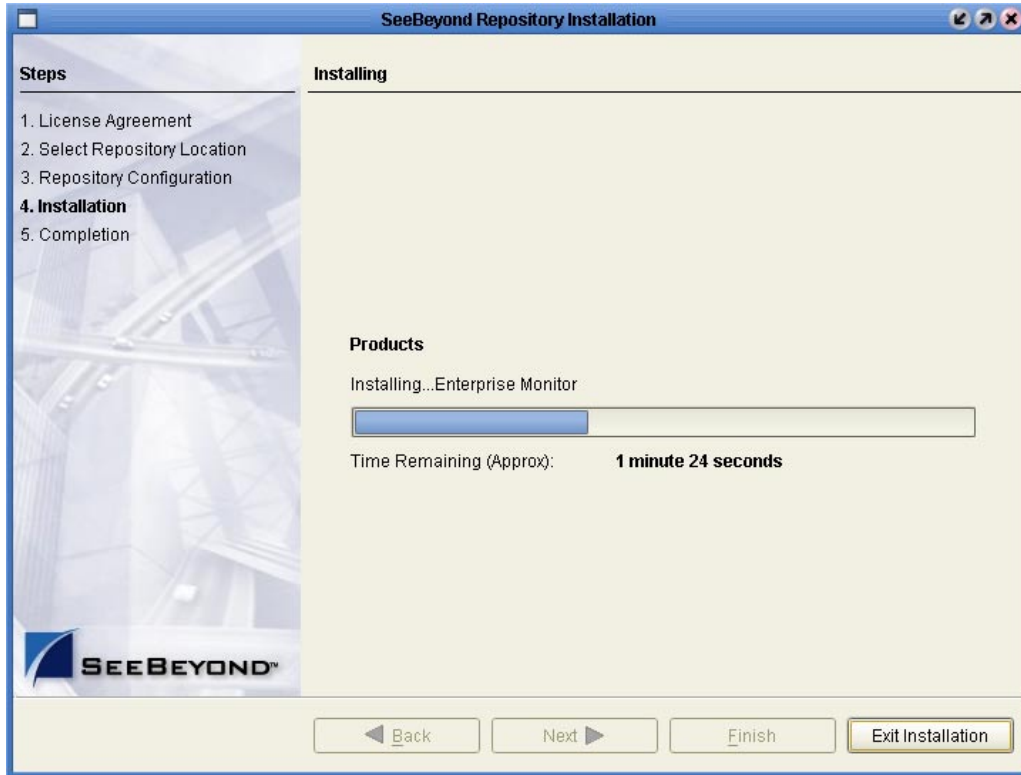 SeeBeyond Repository Installation
Steps
1. License Agreement
2. Select Repository Location
3. Repository Configuration
4. Installation
5. Completion
Installing
Products
Installing...Enterprise Monitor
Time Remaining (Approx): 1 minute 24 seconds
SEEBEYOND™
Back Next Finish Exit Installation